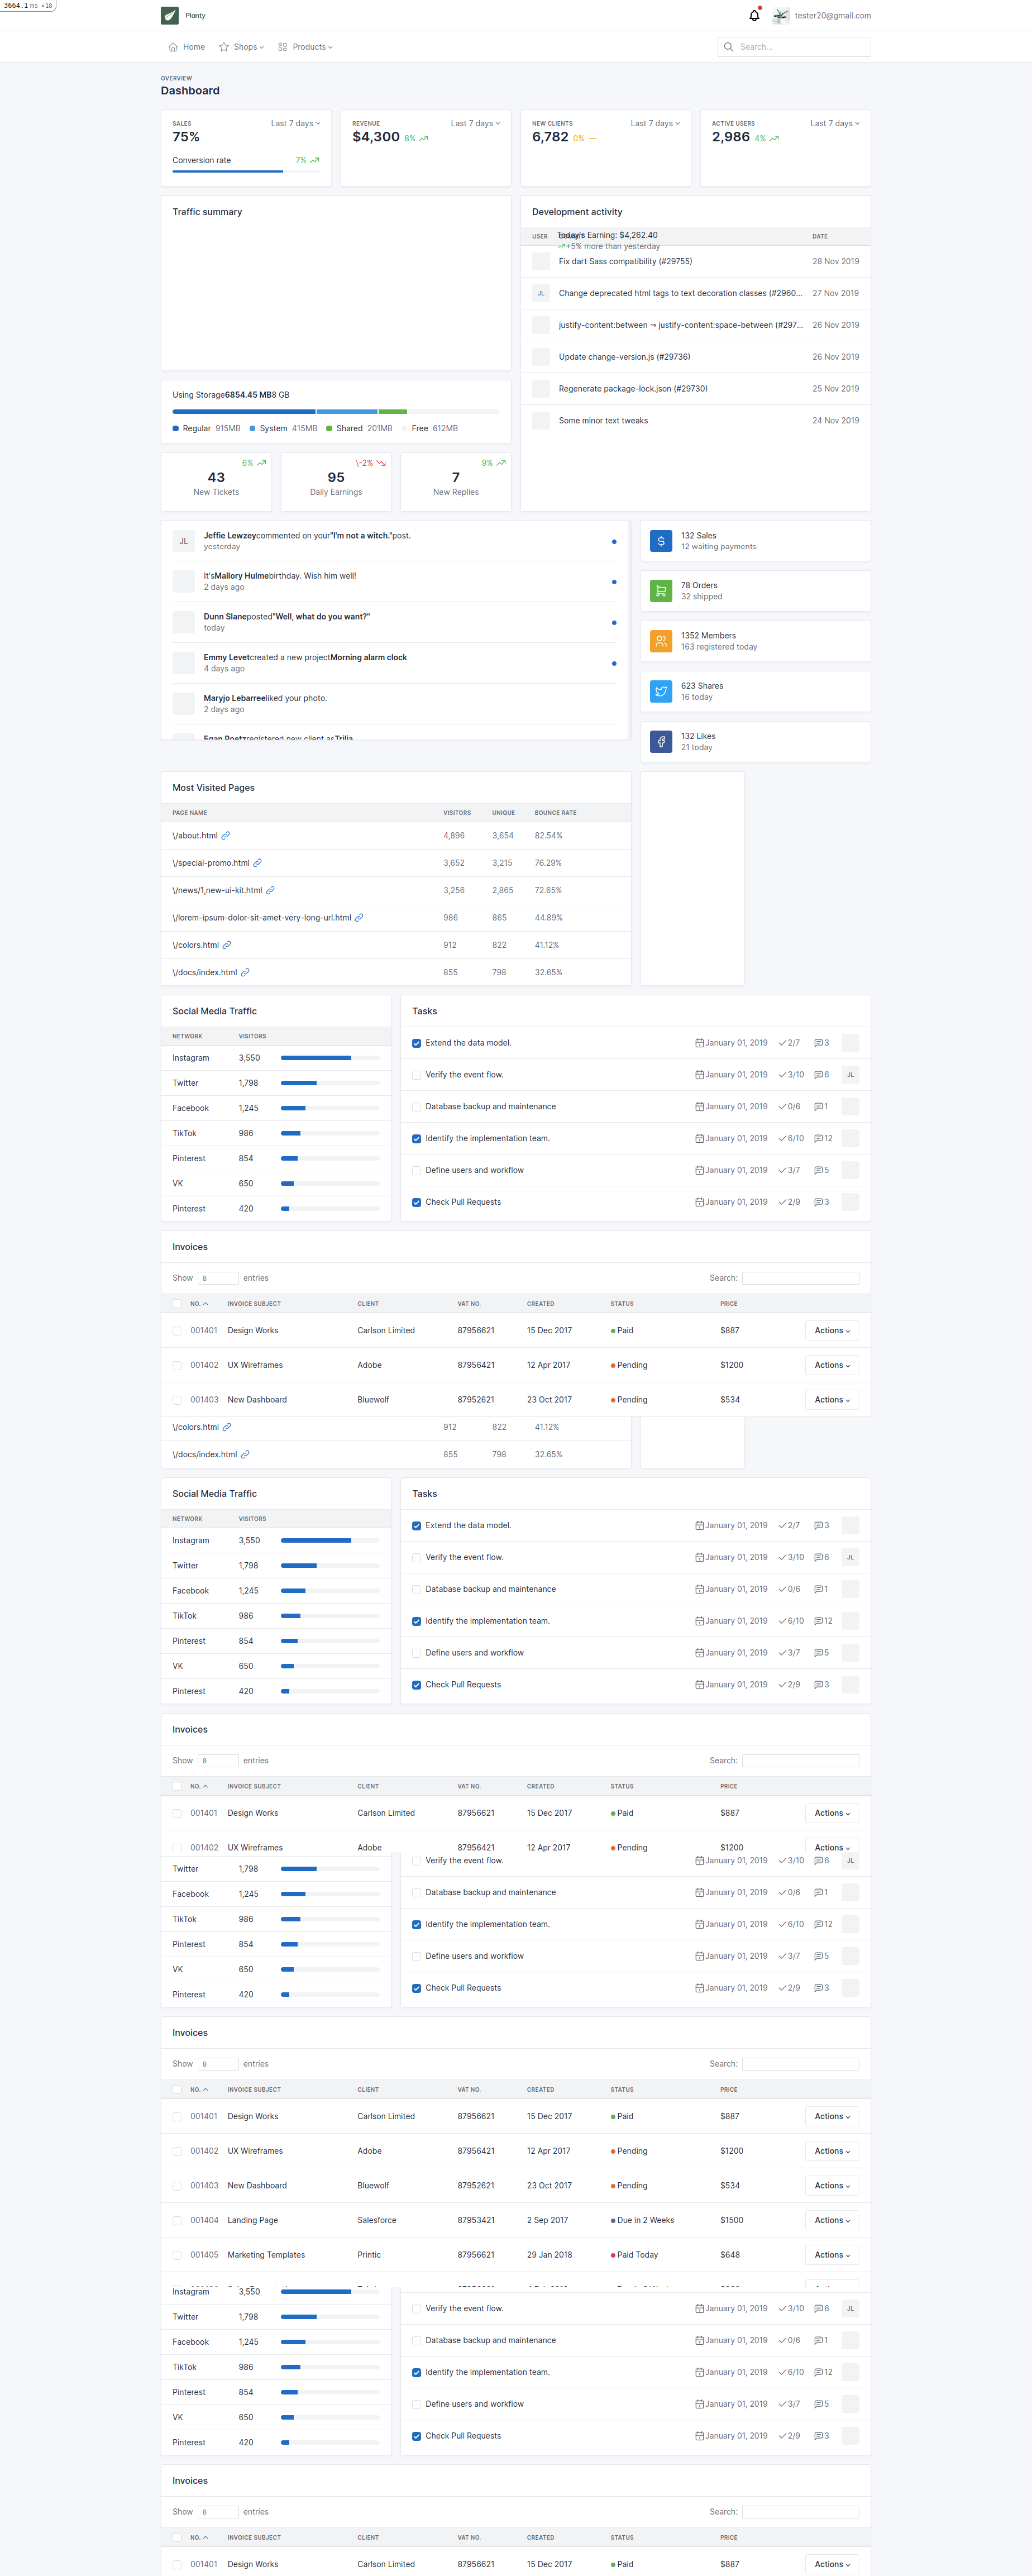 3664.1 ms +18
Planty
tester20@gmail.com
Home Shops Products Search...
OVERVIEW
Dashboard
SALES Last 7 days
75%
Conversion rate 7%
REVENUE Last 7 days
$4,300 8%
NEW CLIENTS Last 7 days
6,782 0%
ACTIVE USERS Last 7 days
2,986 4%
Traffic summary
Development activity
USER DATE
Today's Earning: $4,262.40
+5% more than yesterday
Fix dart Sass compatibility (#29755) 28 Nov 2019
JL Change deprecated html tags to text decoration classes (#2960... 27 Nov 2019
justify-content:between ⇒ justify-content:space-between (#297... 26 Nov 2019
Update change-version.js (#29736) 26 Nov 2019
Regenerate package-lock.json (#29730) 25 Nov 2019
Some minor text tweaks 24 Nov 2019
Using Storage6854.45 MB8 GB
Regular 915MB System 415MB Shared 201MB Free 612MB
6%
43
New Tickets
\-2%
95
Daily Earnings
9%
7
New Replies
JL Jeffie Lewzeycommented on your"I'm not a witch."post.
yesterday
It'sMallory Hulmebirthday. Wish him well!
2 days ago
Dunn Slaneposted"Well, what do you want?"
today
Emmy Levetcreated a new projectMorning alarm clock
4 days ago
Maryjo Lebarreeliked your photo.
2 days ago
Egan Poetzregistered new client asTrilia
132 Sales
12 waiting payments
78 Orders
32 shipped
1352 Members
163 registered today
623 Shares
16 today
132 Likes
21 today
Most Visited Pages
PAGE NAME VISITORS UNIQUE BOUNCE RATE
\/about.html 4,896 3,654 82.54%
\/special-promo.html 3,652 3,215 76.29%
\/news/1,new-ui-kit.html 3,256 2,865 72.65%
\/lorem-ipsum-dolor-sit-amet-very-long-url.html 986 865 44.89%
\/colors.html 912 822 41.12%
\/docs/index.html 855 798 32.65%
Social Media Traffic
NETWORK VISITORS
Instagram 3,550
Twitter 1,798
Facebook 1,245
TikTok 986
Pinterest 854
VK 650
Pinterest 420
Tasks
Extend the data model. January 01, 2019 2/7 3
Verify the event flow. January 01, 2019 3/10 6 JL
Database backup and maintenance January 01, 2019 0/6 1
Identify the implementation team. January 01, 2019 6/10 12
Define users and workflow January 01, 2019 3/7 5
Check Pull Requests January 01, 2019 2/9 3
Invoices
Show 8 entries Search:
NO. INVOICE SUBJECT CLIENT VAT NO. CREATED STATUS PRICE
001401 Design Works Carlson Limited 87956621 15 Dec 2017 Paid $887 Actions
001402 UX Wireframes Adobe 87956421 12 Apr 2017 Pending $1200 Actions
001403 New Dashboard Bluewolf 87952621 23 Oct 2017 Pending $534 Actions
\/colors.html 912 822 41.12%
\/docs/index.html 855 798 32.65%
Social Media Traffic
NETWORK VISITORS
Instagram 3,550
Twitter 1,798
Facebook 1,245
TikTok 986
Pinterest 854
VK 650
Pinterest 420
Tasks
Extend the data model. January 01, 2019 2/7 3
Verify the event flow. January 01, 2019 3/10 6 JL
Database backup and maintenance January 01, 2019 0/6 1
Identify the implementation team. January 01, 2019 6/10 12
Define users and workflow January 01, 2019 3/7 5
Check Pull Requests January 01, 2019 2/9 3
Invoices
Show 8 entries Search:
NO. INVOICE SUBJECT CLIENT VAT NO. CREATED STATUS PRICE
001401 Design Works Carlson Limited 87956621 15 Dec 2017 Paid $887 Actions
001402 UX Wireframes Adobe 87956421 12 Apr 2017 Pending $1200 Actions
Twitter 1,798
Facebook 1,245
TikTok 986
Pinterest 854
VK 650
Pinterest 420
Verify the event flow. January 01, 2019 3/10 6 JL
Database backup and maintenance January 01, 2019 0/6 1
Identify the implementation team. January 01, 2019 6/10 12
Define users and workflow January 01, 2019 3/7 5
Check Pull Requests January 01, 2019 2/9 3
Invoices
Show 8 entries Search:
NO. INVOICE SUBJECT CLIENT VAT NO. CREATED STATUS PRICE
001401 Design Works Carlson Limited 87956621 15 Dec 2017 Paid $887 Actions
001402 UX Wireframes Adobe 87956421 12 Apr 2017 Pending $1200 Actions
001403 New Dashboard Bluewolf 87952621 23 Oct 2017 Pending $534 Actions
001404 Landing Page Salesforce 87953421 2 Sep 2017 Due in 2 Weeks $1500 Actions
001405 Marketing Templates Printic 87956621 29 Jan 2018 Paid Today $648 Actions
Instagram 3,550
Twitter 1,798
Facebook 1,245
TikTok 986
Pinterest 854
VK 650
Pinterest 420
Verify the event flow. January 01, 2019 3/10 6 JL
Database backup and maintenance January 01, 2019 0/6 1
Identify the implementation team. January 01, 2019 6/10 12
Define users and workflow January 01, 2019 3/7 5
Check Pull Requests January 01, 2019 2/9 3
Invoices
Show 8 entries Search:
NO. INVOICE SUBJECT CLIENT VAT NO. CREATED STATUS PRICE
001401 Design Works Carlson Limited 87956621 15 Dec 2017 Paid $887 Actions